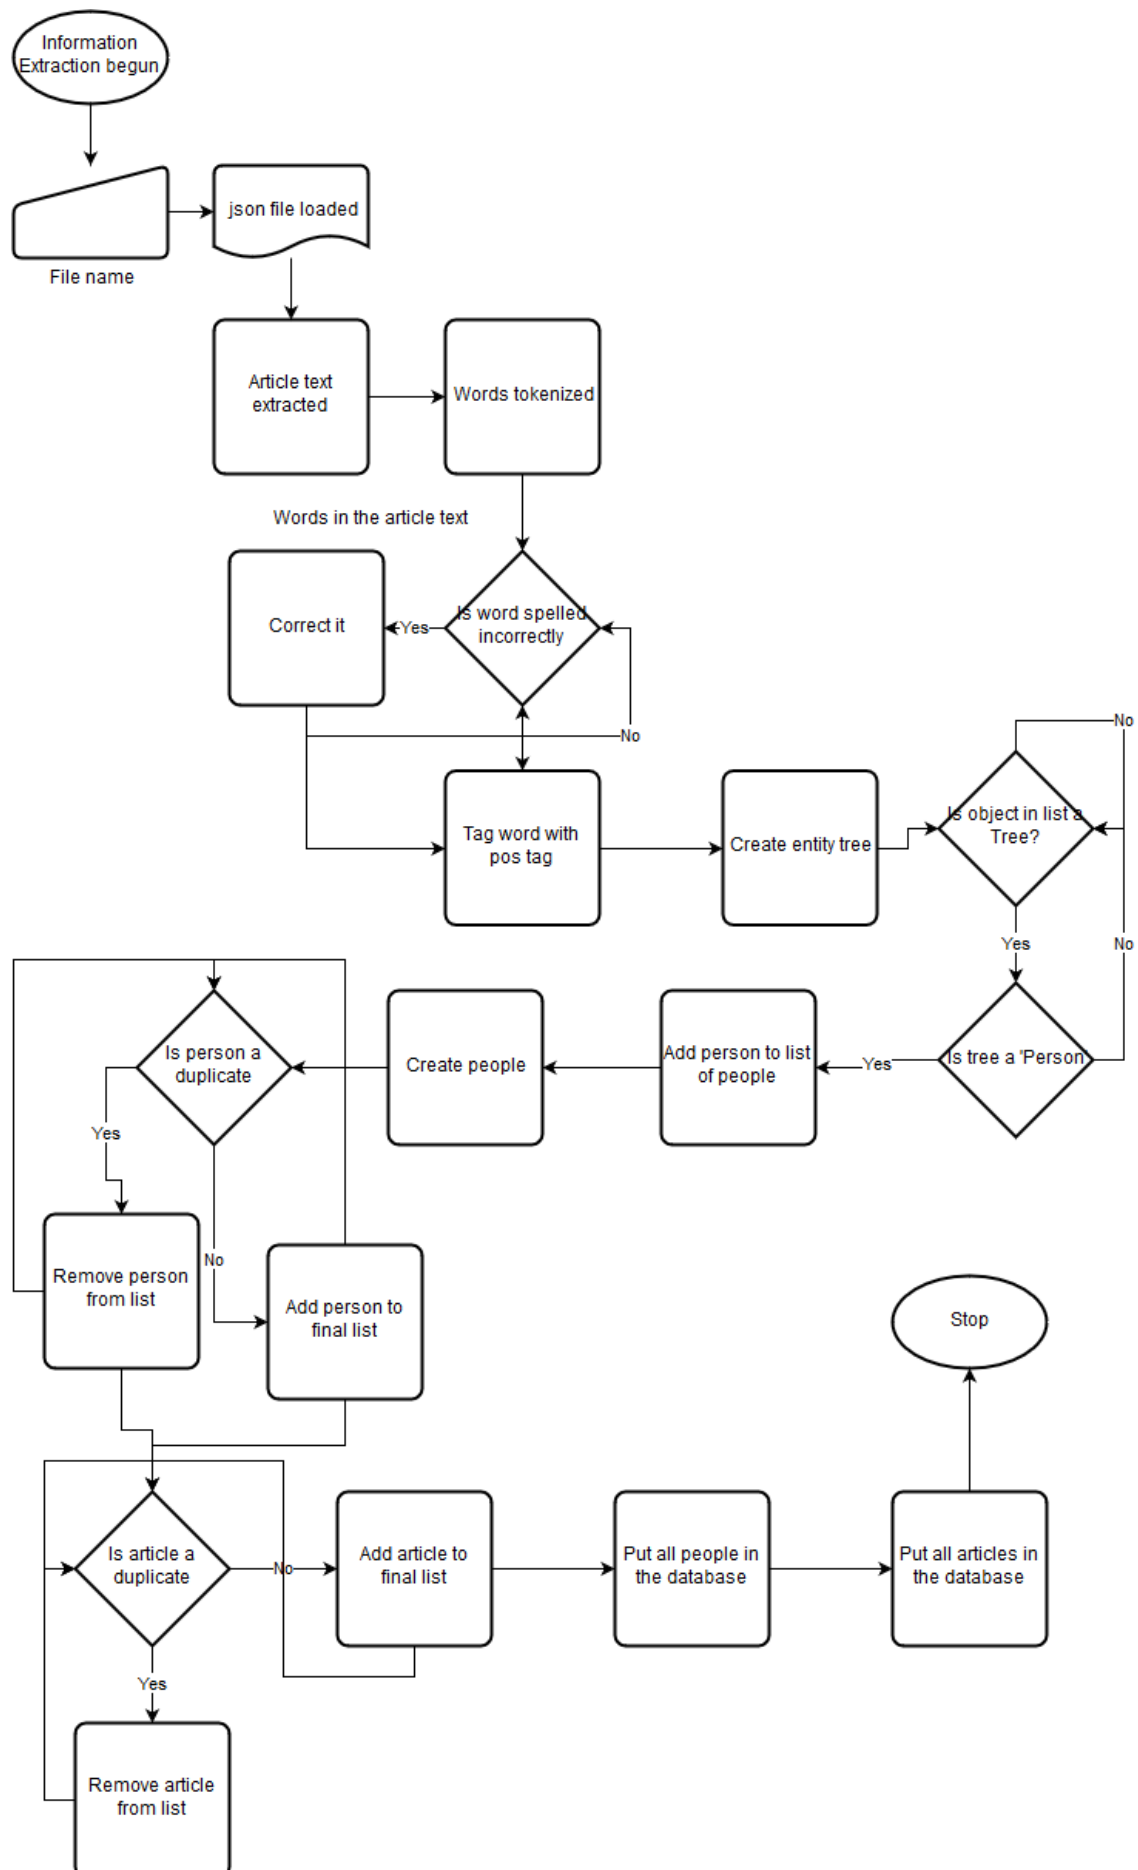 Information
Extraction begun
json file loaded
File name
Article text
extracted
Words tokenized
Words in the article text
Correct it
Yes
Is word spelled
incorrectly
No
No
Tag word with
pos tag
Create entity tree
Is object in list a
Tree?
Yes
No
Is person a
duplicate
Create people
Add person to list
of people
Yes
Is tree a 'Person
Yes
No
Remove person
from list
Add person to
final list
Stop
Is article a
duplicate
No
Add article to
final list
Put all people in
the database
Put all articles in
the database
Yes
Remove article
from list